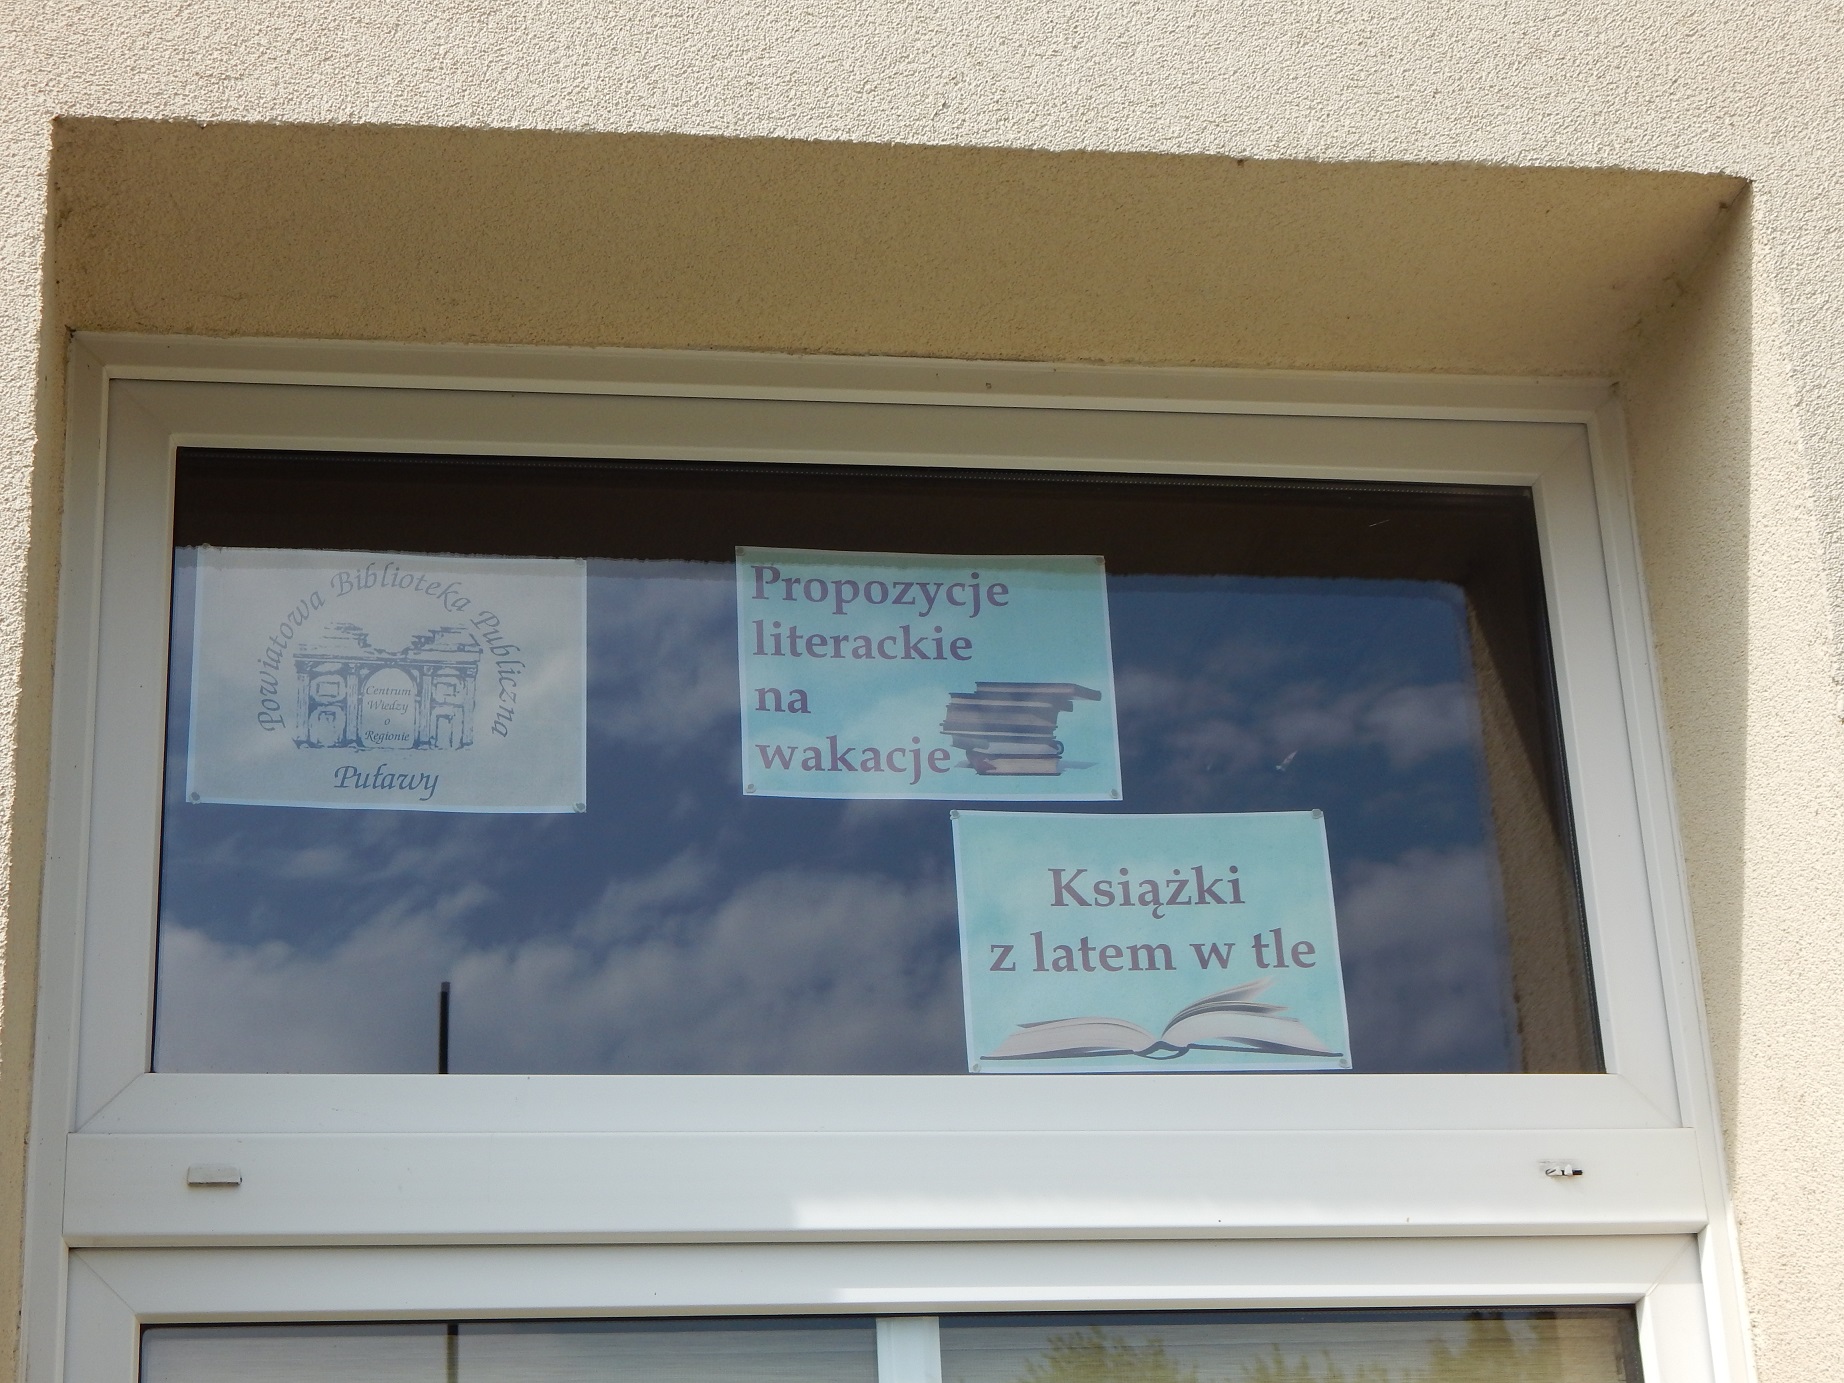 Powiatowa Biblioteka Publiczna
Centrum
Wiedzy
o
Regionie
Puławy
Propozycje
literackie
na
wakacje
Książki
z latem w tle